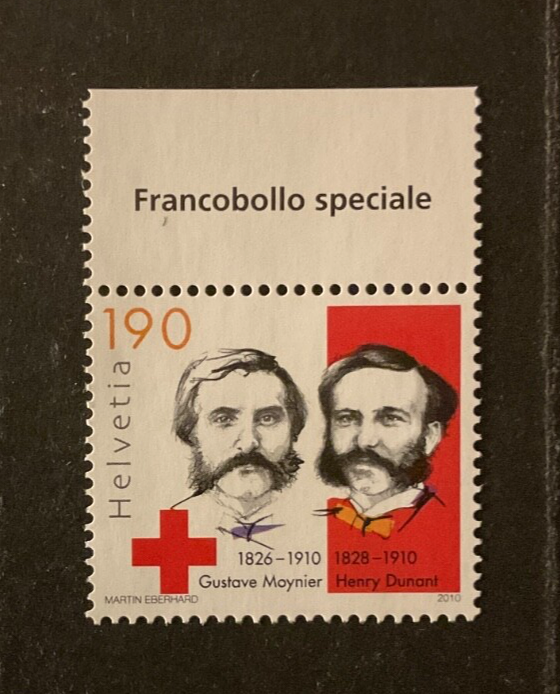 Francobollo speciale
190
Helvetia
1826–1910 1828–1910
Gustave Moynier Henry Dunant
MARTIN EBERHARD 2010